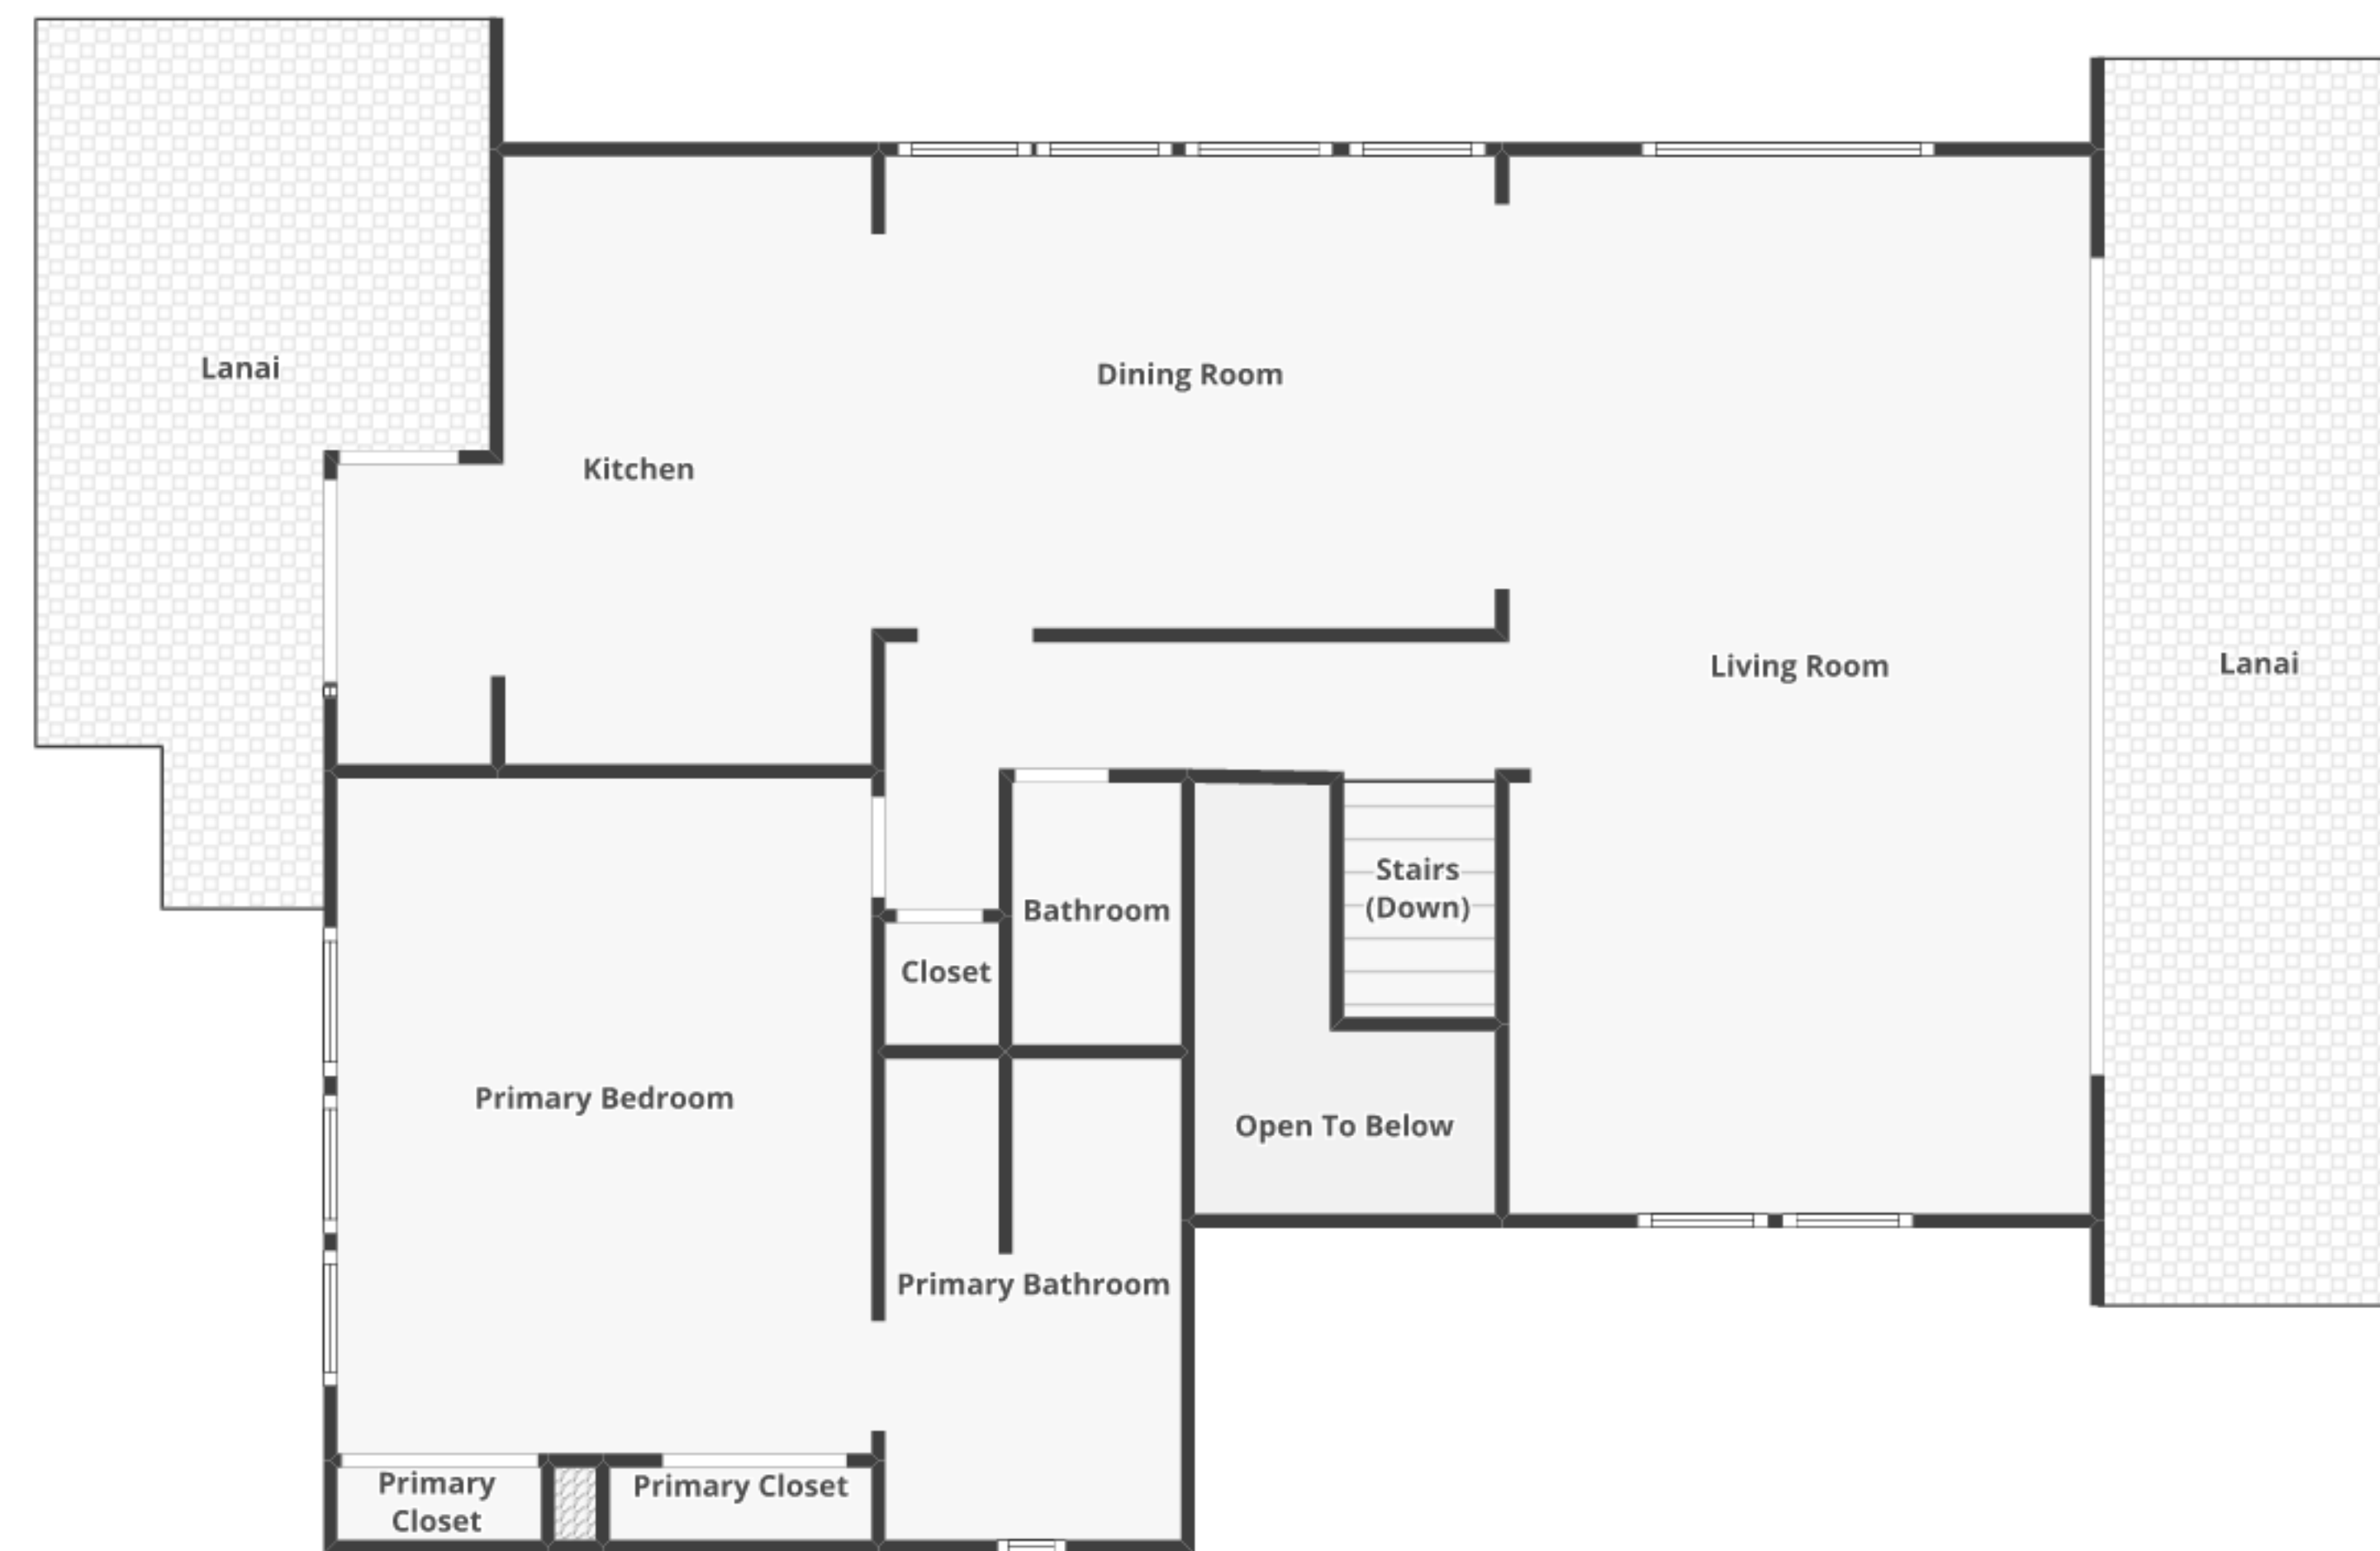 Lanai
Dining Room
Kitchen
Living Room
Lanai
Stairs
(Down)
Bathroom
Closet
Primary Bedroom
Open To Below
Primary Bathroom
Primary
Closet
Primary Closet